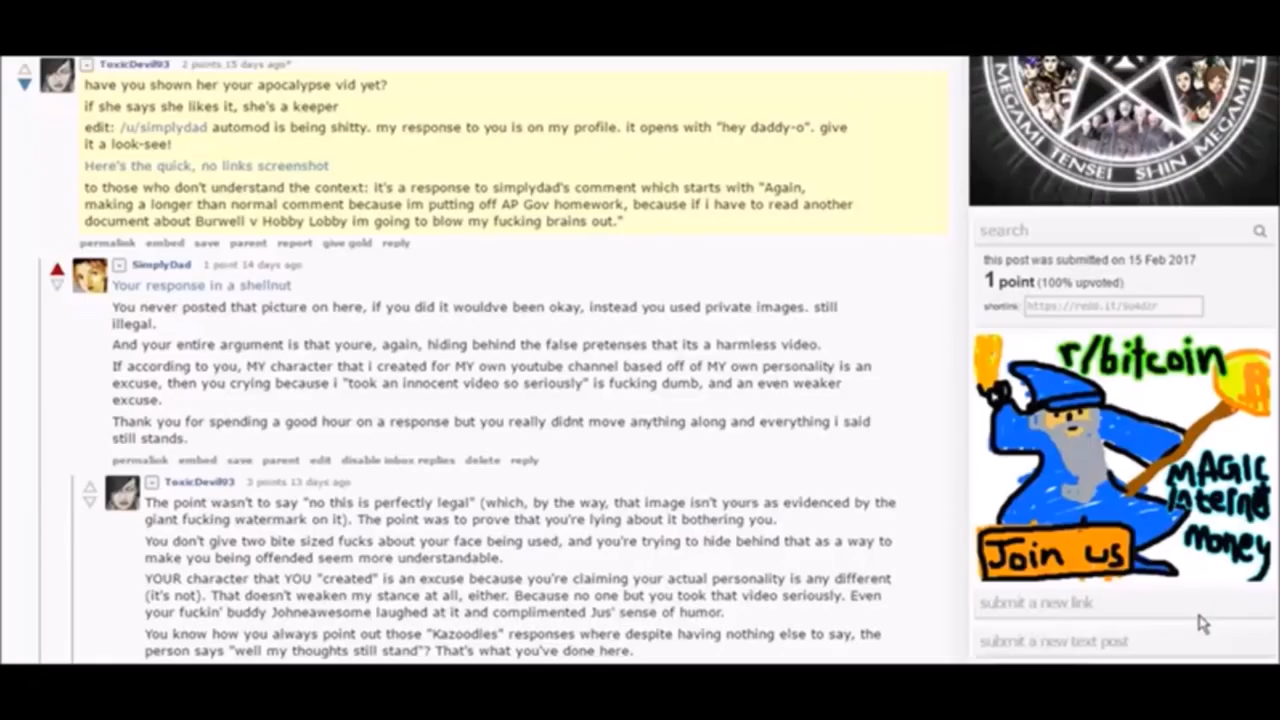 ToxicDevil93 2 points 15 days ago*
have you shown her your apocalypse vid yet?
if she says she likes it, she's a keeper
edit: /u/simplydad automod is being shitty. my response to you is on my profile. it opens with "hey daddy-o". give
it a look-see!
Here's the quick, no links screenshot
to those who don't understand the context: it's a response to simplydad's comment which starts with "Again,
making a longer than normal comment because im putting off AP Gov homework, because if i have to read another
document about Burwell v Hobby Lobby im going to blow my fucking brains out."
permalink embed save parent report give gold reply
SimplyDad 1 point 14 days ago
Your response in a shellnut
You never posted that picture on here, if you did it wouldve been okay, instead you used private images. still
illegal.
And your entire argument is that youre, again, hiding behind the false pretenses that its a harmless video.
If according to you, MY character that i created for MY own youtube channel based off of MY own personality is an
excuse, then you crying because i "took an innocent video so seriously" is fucking dumb, and an even weaker
excuse.
Thank you for spending a good hour on a response but you really didnt move anything along and everything i said
still stands.
permalink embed save parent edit disable inbox replies delete reply
ToxicDevil93 3 points 13 days ago
The point wasn't to say "no this is perfectly legal" (which, by the way, that image isn't yours as evidenced by the
giant fucking watermark on it). The point was to prove that you're lying about it bothering you.
You don't give two bite sized fucks about your face being used, and you're trying to hide behind that as a way to
make you being offended seem more understandable.
YOUR character that YOU "created" is an excuse because you're claiming your actual personality is any different
(it's not). That doesn't weaken my stance at all, either. Because no one but you took that video seriously. Even
your fuckin' buddy Johneawesome laughed at it and complimented Jus' sense of humor.
You know how you always point out those "Kazoodles" responses where despite having nothing else to say, the
person says "well my thoughts still stand"? That's what you've done here.
MEGAMI TENSEI SHIN MEGAMI
search
this post was submitted on 15 Feb 2017
1 point (100% upvoted)
shortlink:
r/bitcoin
MAGIC
internet
money
Join us
submit a new link
submit a new text post